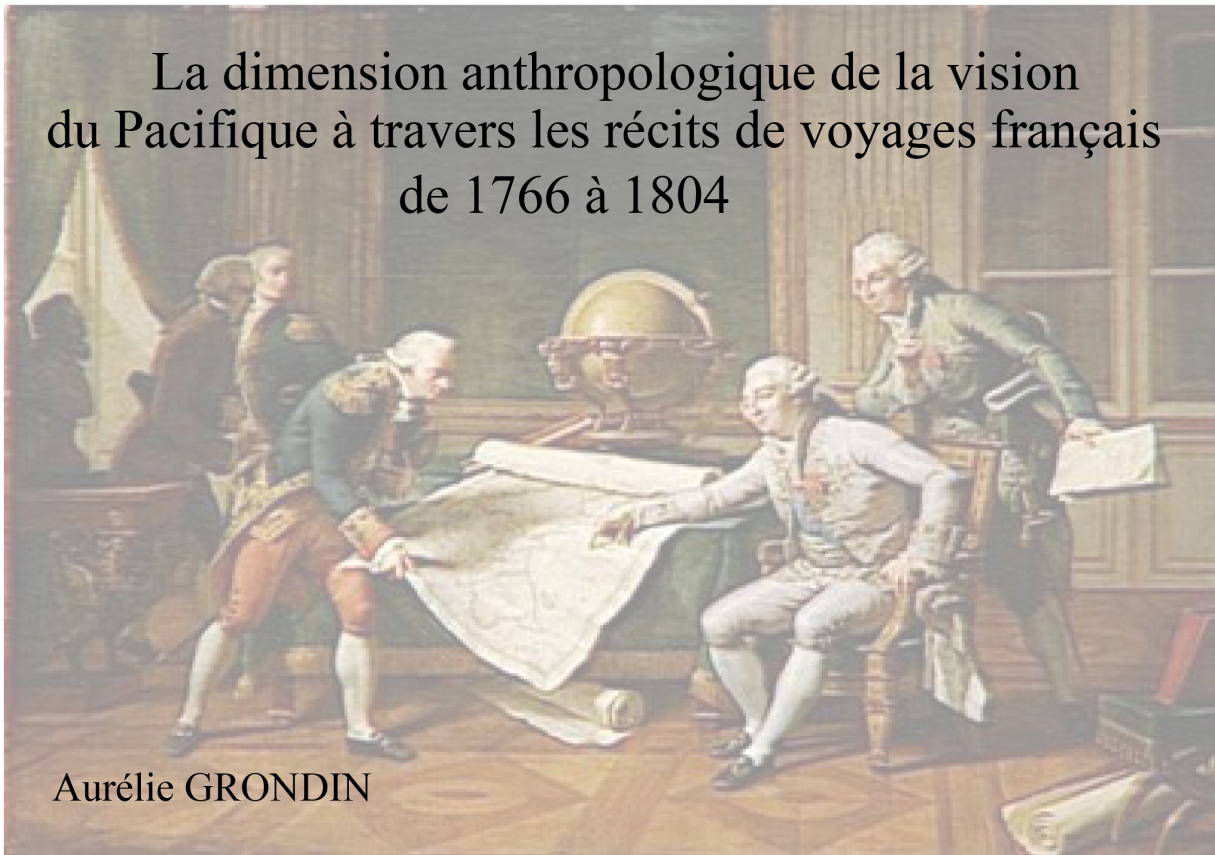 La dimension anthropologique de la vision
du Pacifique à travers les récits de voyages français
de 1766 à 1804
Aurélie GRONDIN